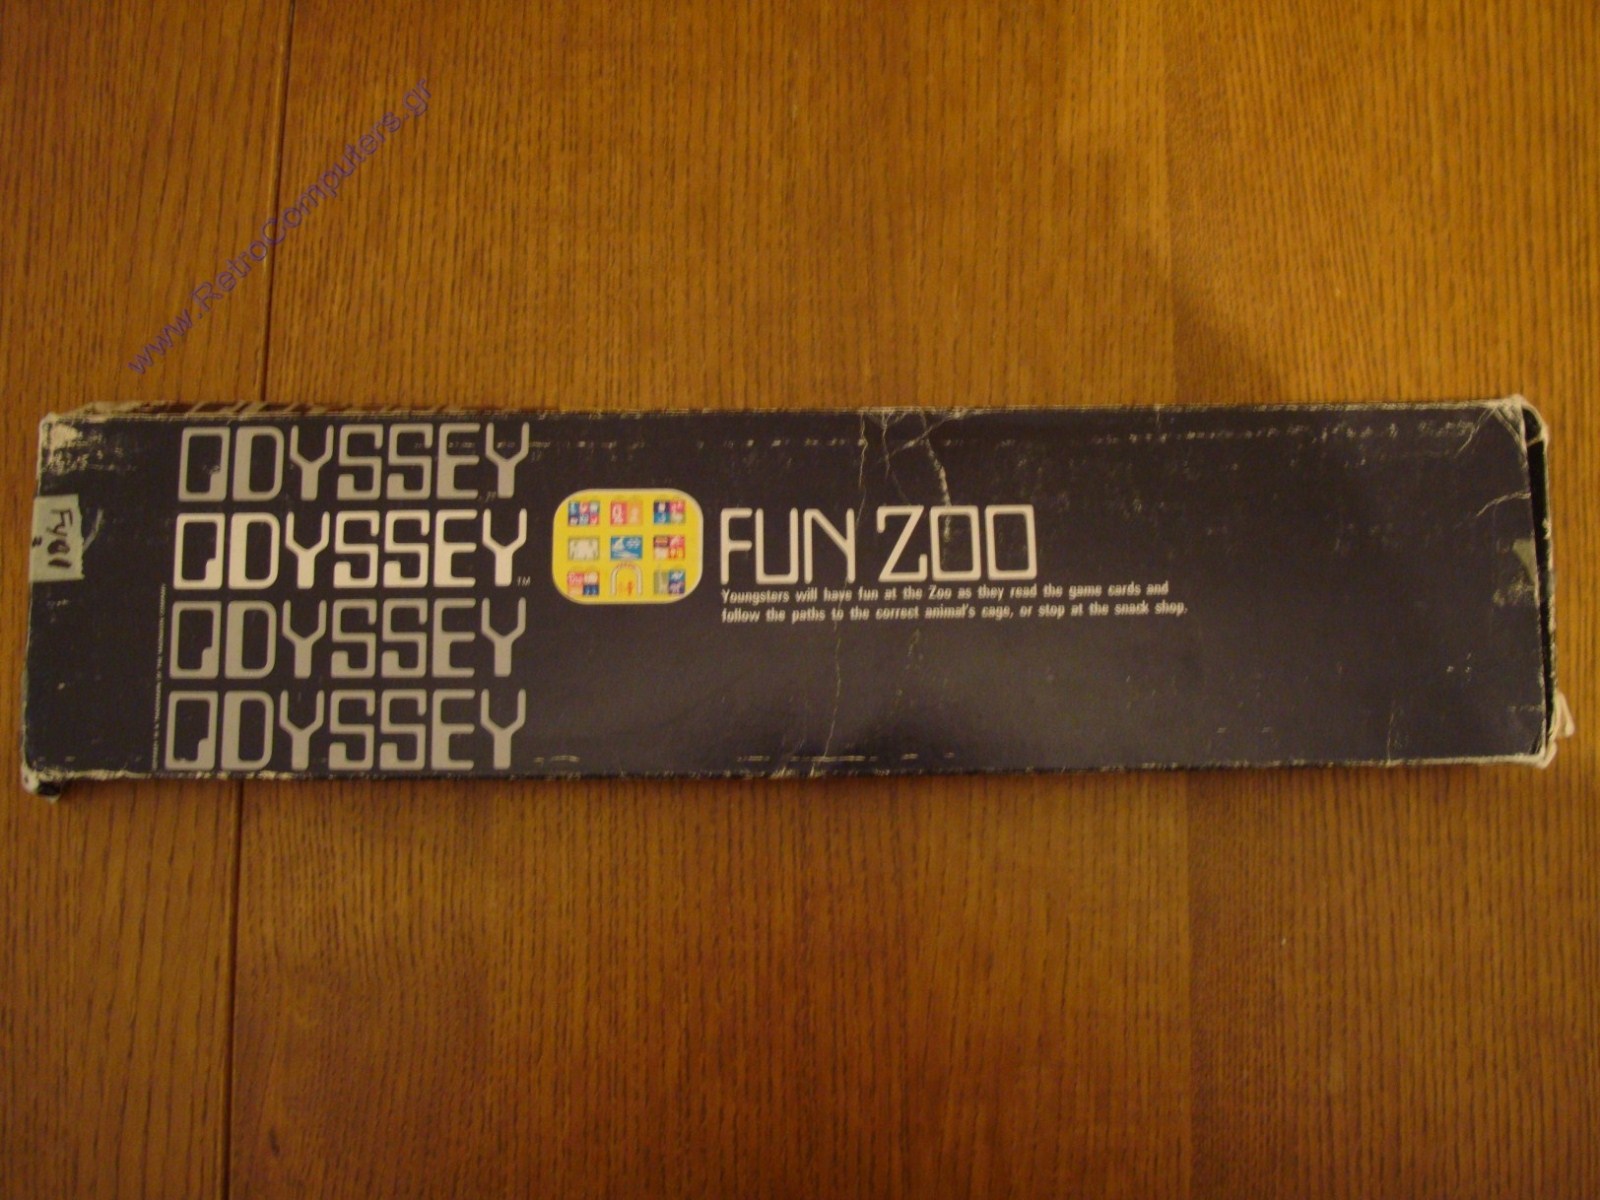 www.RetroComputers.gr
ODYSSEY
ODYSSEY™
ODYSSEY
ODYSSEY
FUN ZOO
Youngsters will have fun at the Zoo as they read the game cards and
follow the paths to the correct animal's cage, or stop at the snack shop.